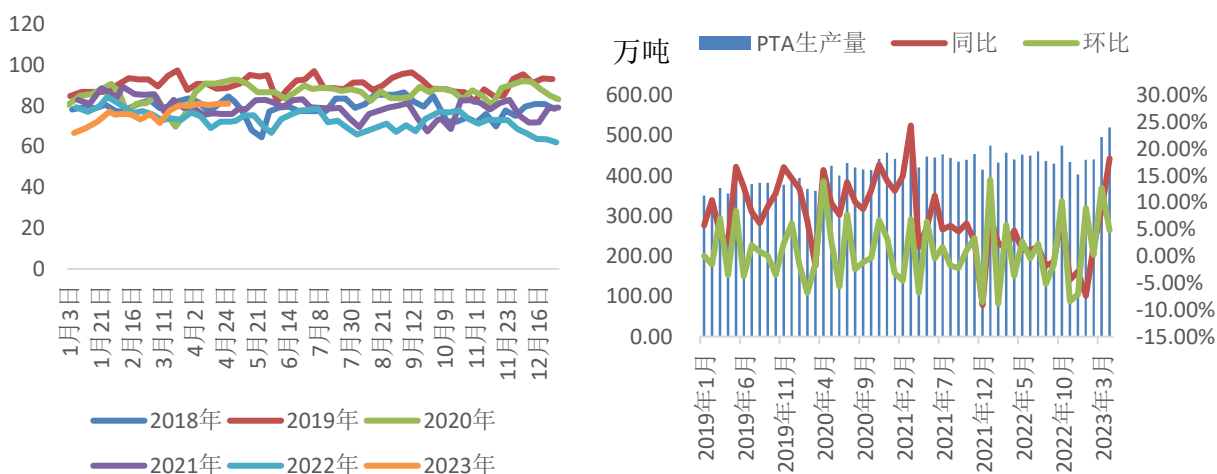 120
100
80
60
40
20
0
1月3日
1月21日
2月16日
3月11日
4月2日
4月24日
5月21日
6月14日
7月8日
7月30日
8月21日
9月12日
10月9日
11月1日
11月23日
12月16日
2018年 2019年 2020年
2021年 2022年 2023年
万吨
PTA生产量 同比 环比
600.00
500.00
400.00
300.00
200.00
100.00
0.00
30.00%
25.00%
20.00%
15.00%
10.00%
5.00%
0.00%
-5.00%
-10.00%
-15.00%
2019年1月
2019年6月
2019年11月
2020年4月
2020年9月
2021年2月
2021年7月
2021年12月
2022年5月
2022年10月
2023年3月